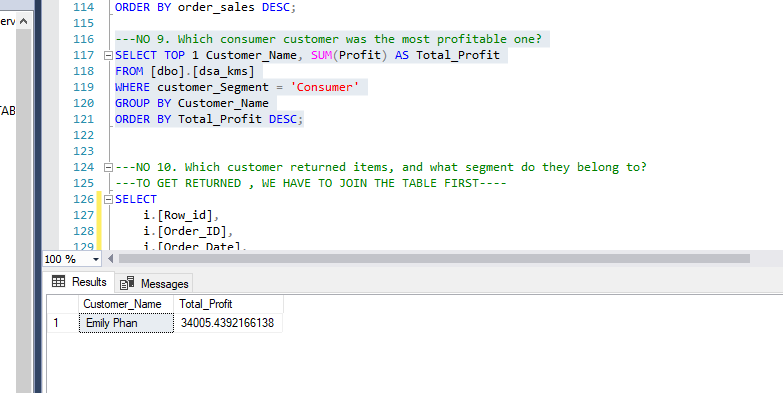 114 ORDER BY order_sales DESC;
erv
115
116 ---NO 9. Which consumer customer was the most profitable one?
117 SELECT TOP 1 Customer_Name, SUM(Profit) AS Total_Profit
118 FROM [dbo].[dsa_kms]
119 WHERE customer_Segment = 'Consumer'
TAB
120 GROUP BY Customer_Name
121 ORDER BY Total_Profit DESC;
122
123
124 ---NO 10. Which customer returned items, and what segment do they belong to?
125 ---TO GET RETURNED , WE HAVE TO JOIN THE TABLE FIRST----
126 SELECT
127 i.[Row_id],
128 i.[Order_ID],
129 i.[Order_Date],
100 %
Results Messages
Customer_Name Total_Profit
1 Emily Phan 34005.4392166138